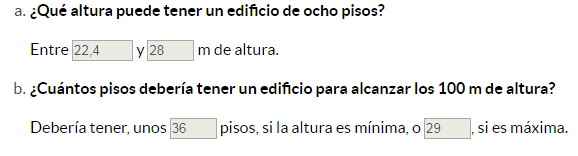 a. ¿Qué altura puede tener un edificio de ocho pisos?
Entre 22,4 y 28 m de altura.
b. ¿Cuántos pisos debería tener un edificio para alcanzar los 100 m de altura?
Debería tener, unos 36 pisos, si la altura es mínima, o 29 , si es máxima.